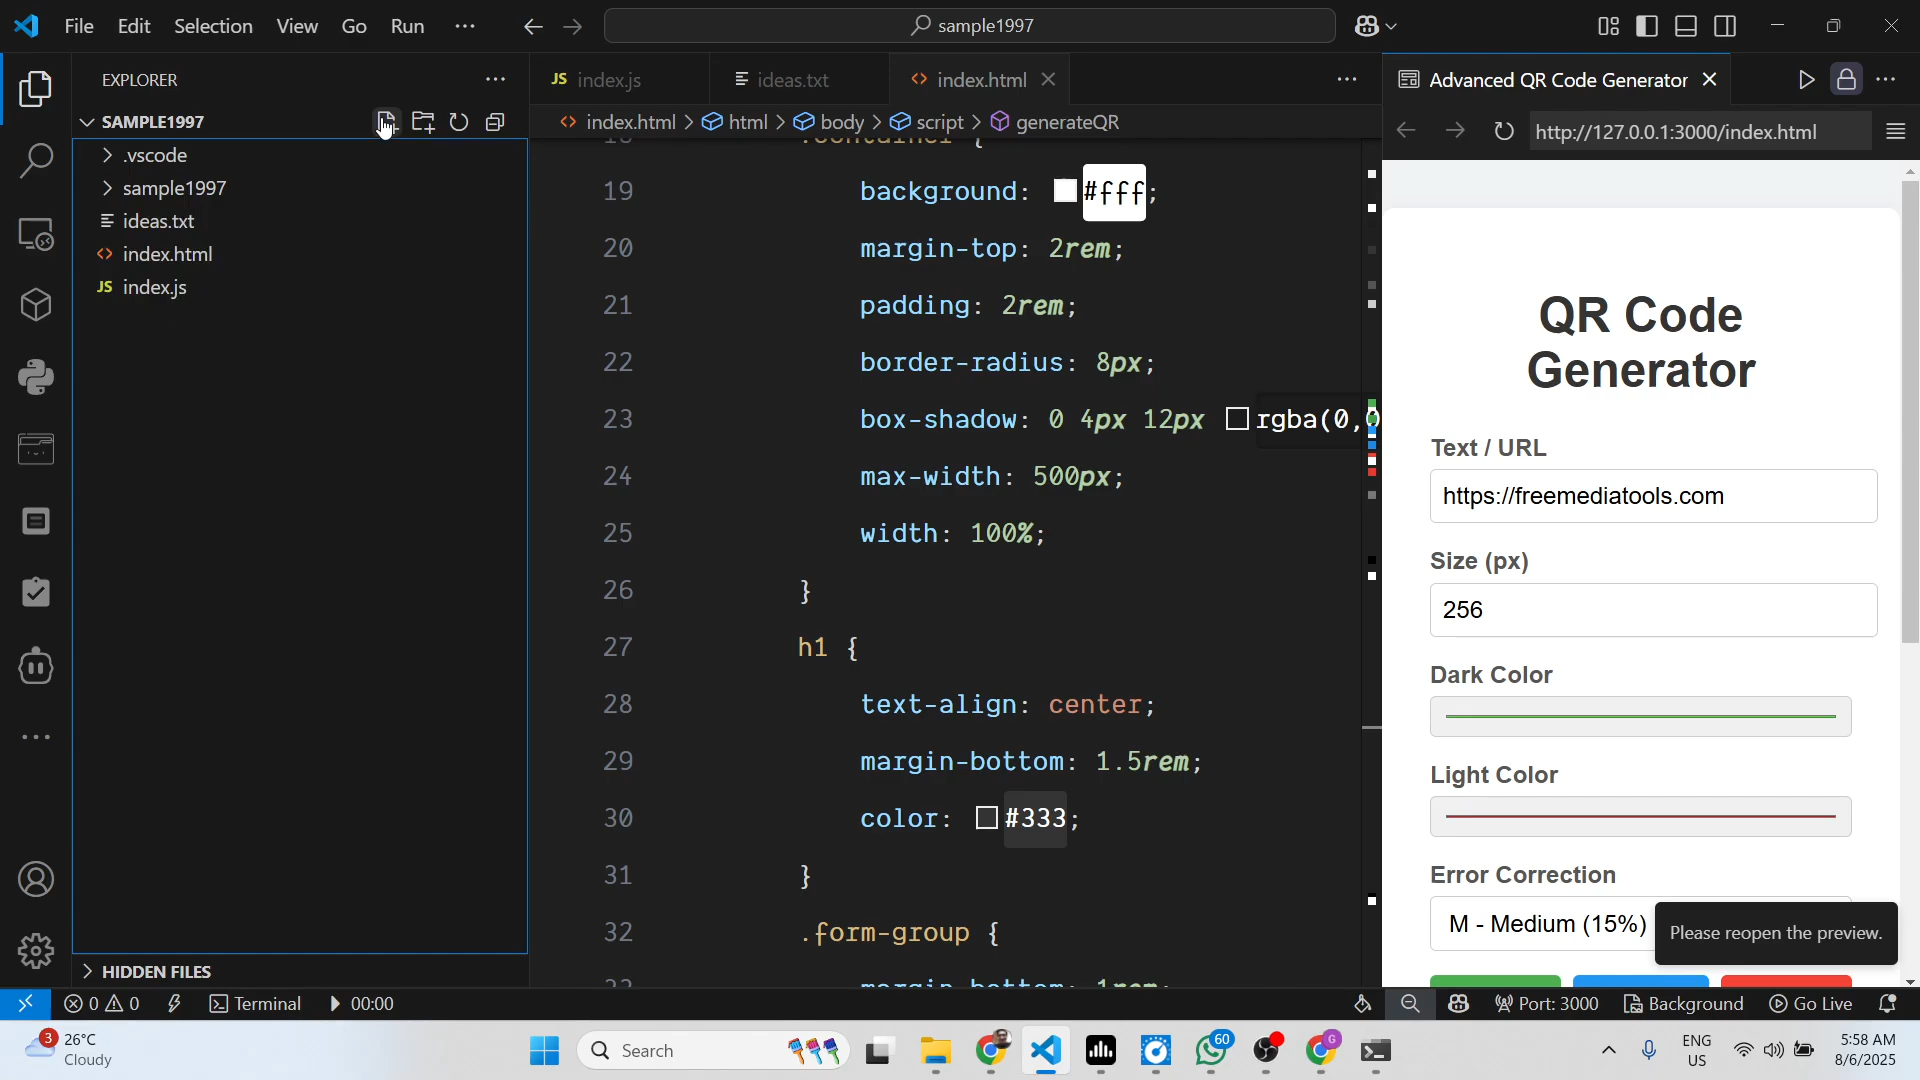 File Edit Selection View Go Run ··· sample1997
EXPLORER ···
SAMPLE1997
.vscode
sample1997
ideas.txt
index.html
JS index.js
HIDDEN FILES
JS index.js ideas.txt index.html ···
index.html > html > body > script > generateQR
19 background: #fff;
20 margin-top: 2rem;
21 padding: 2rem;
22 border-radius: 8px;
23 box-shadow: 0 4px 12px rgba(0,0
24 max-width: 500px;
25 width: 100%;
26 }
27 h1 {
28 text-align: center;
29 margin-bottom: 1.5rem;
30 color: #333;
31 }
32 .form-group {
Advanced QR Code Generator
http://127.0.0.1:3000/index.html
QR Code
Generator
Text / URL
https://freemediatools.com
Size (px)
256
Dark Color
Light Color
Error Correction
M - Medium (15%)
Please reopen the preview.
0 0 Terminal 00:00 Port: 3000 Background Go Live
3 26°C
Cloudy
Search
60
G
ENG
US
5:58 AM
8/6/2025